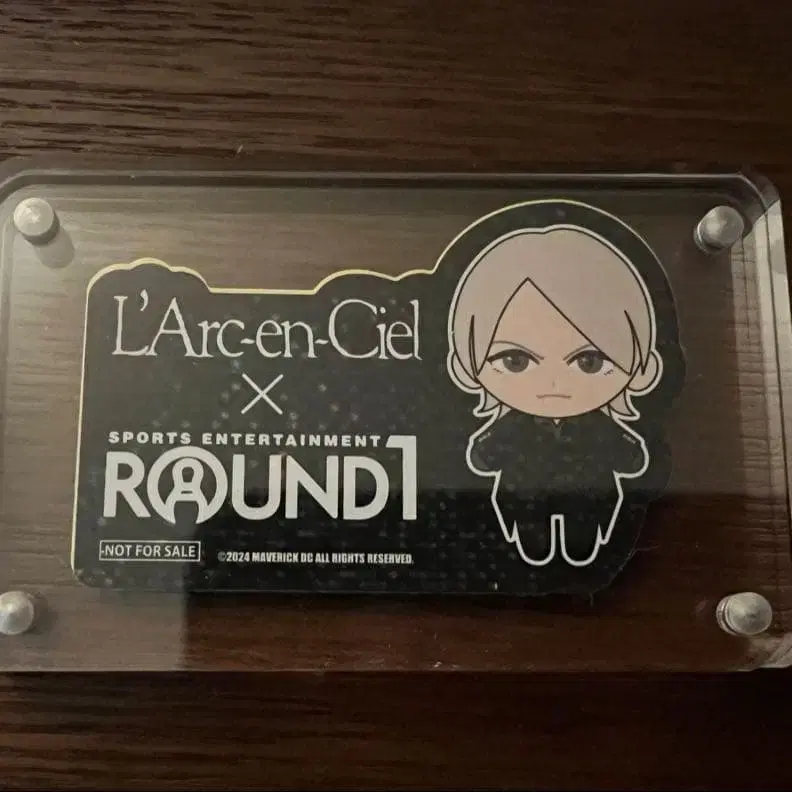 L'Arc-en-Ciel
×
SPORTS ENTERTAINMENT
ROUND1
NOT FOR SALE
©2024 MAVERICK DC ALL RIGHTS RESERVED.